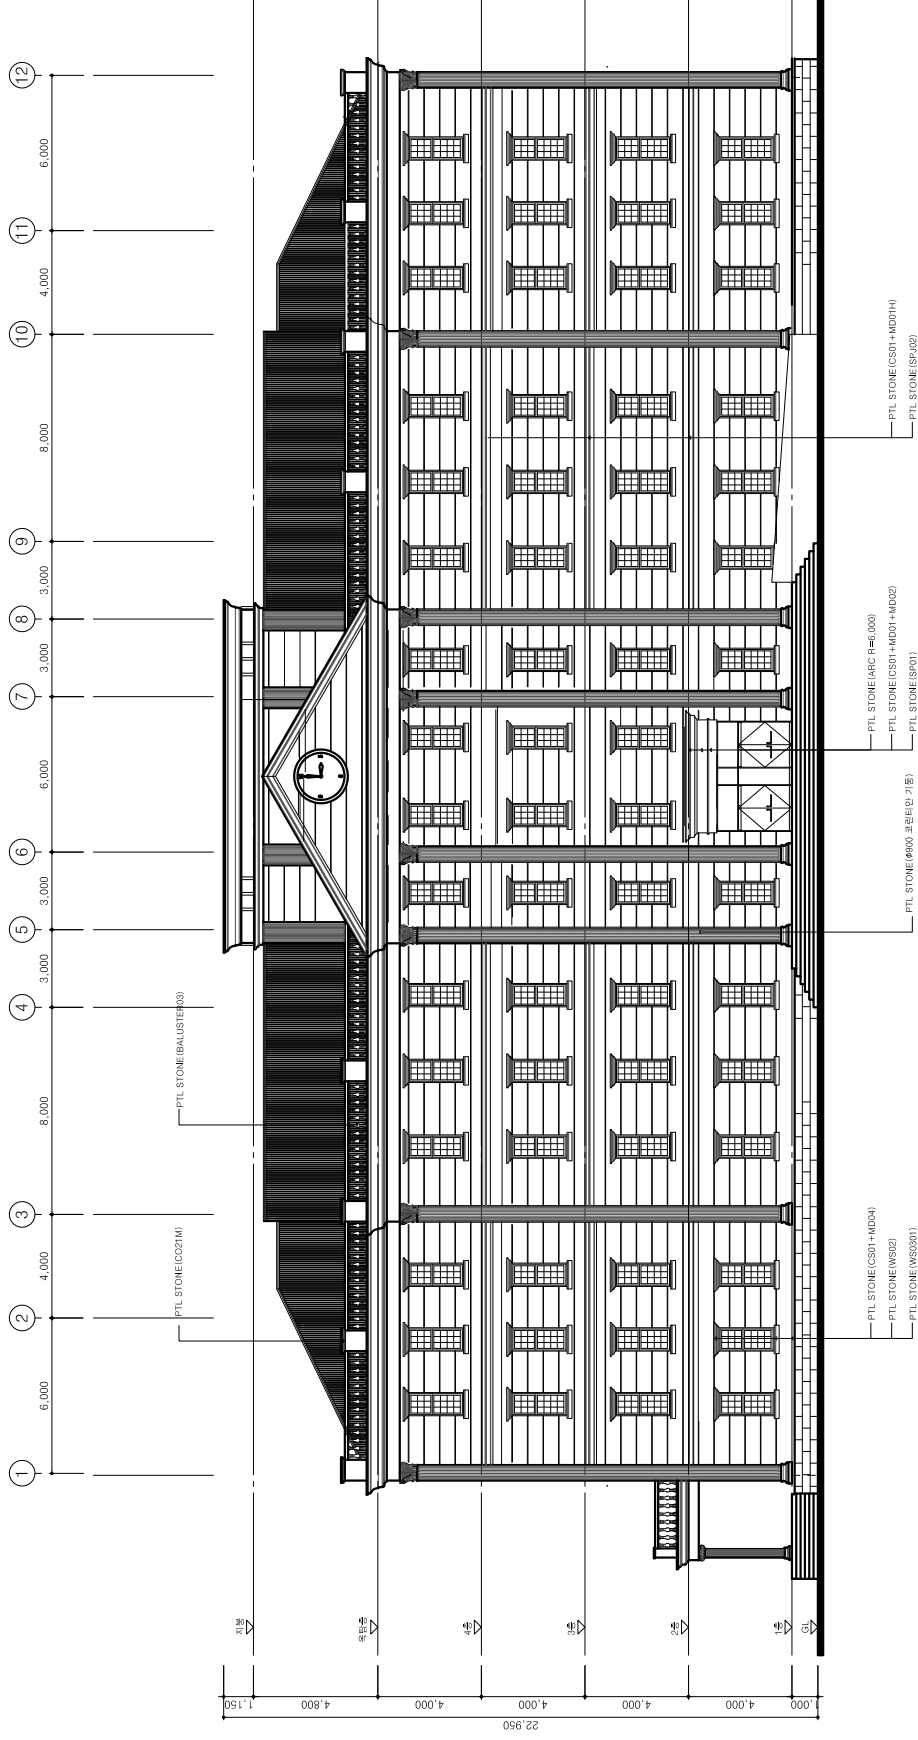 1
2
3
4
5
6
7
8
9
10
11
12
6,000
4,000
8,000
3,000
3,000
6,000
3,000
3,000
8,000
4,000
6,000
PTL STONE(CO21M)
PTL STONE(BALUSTER03)
지붕
옥탑층
4층
3층
2층
1층
GL
1,150
4,800
4,000
4,000
4,000
4,000
1,000
22,950
PTL STONE(CS01+MD04)
PTL STONE(WS02)
PTL STONE(WS0301)
PTL STONE(Φ900 코린티안 기둥)
PTL STONE(ARC R=6,000)
PTL STONE(CS01+MD01+MD02)
PTL STONE(SP01)
PTL STONE(CS01+MD01H)
PTL STONE(SPJ02)